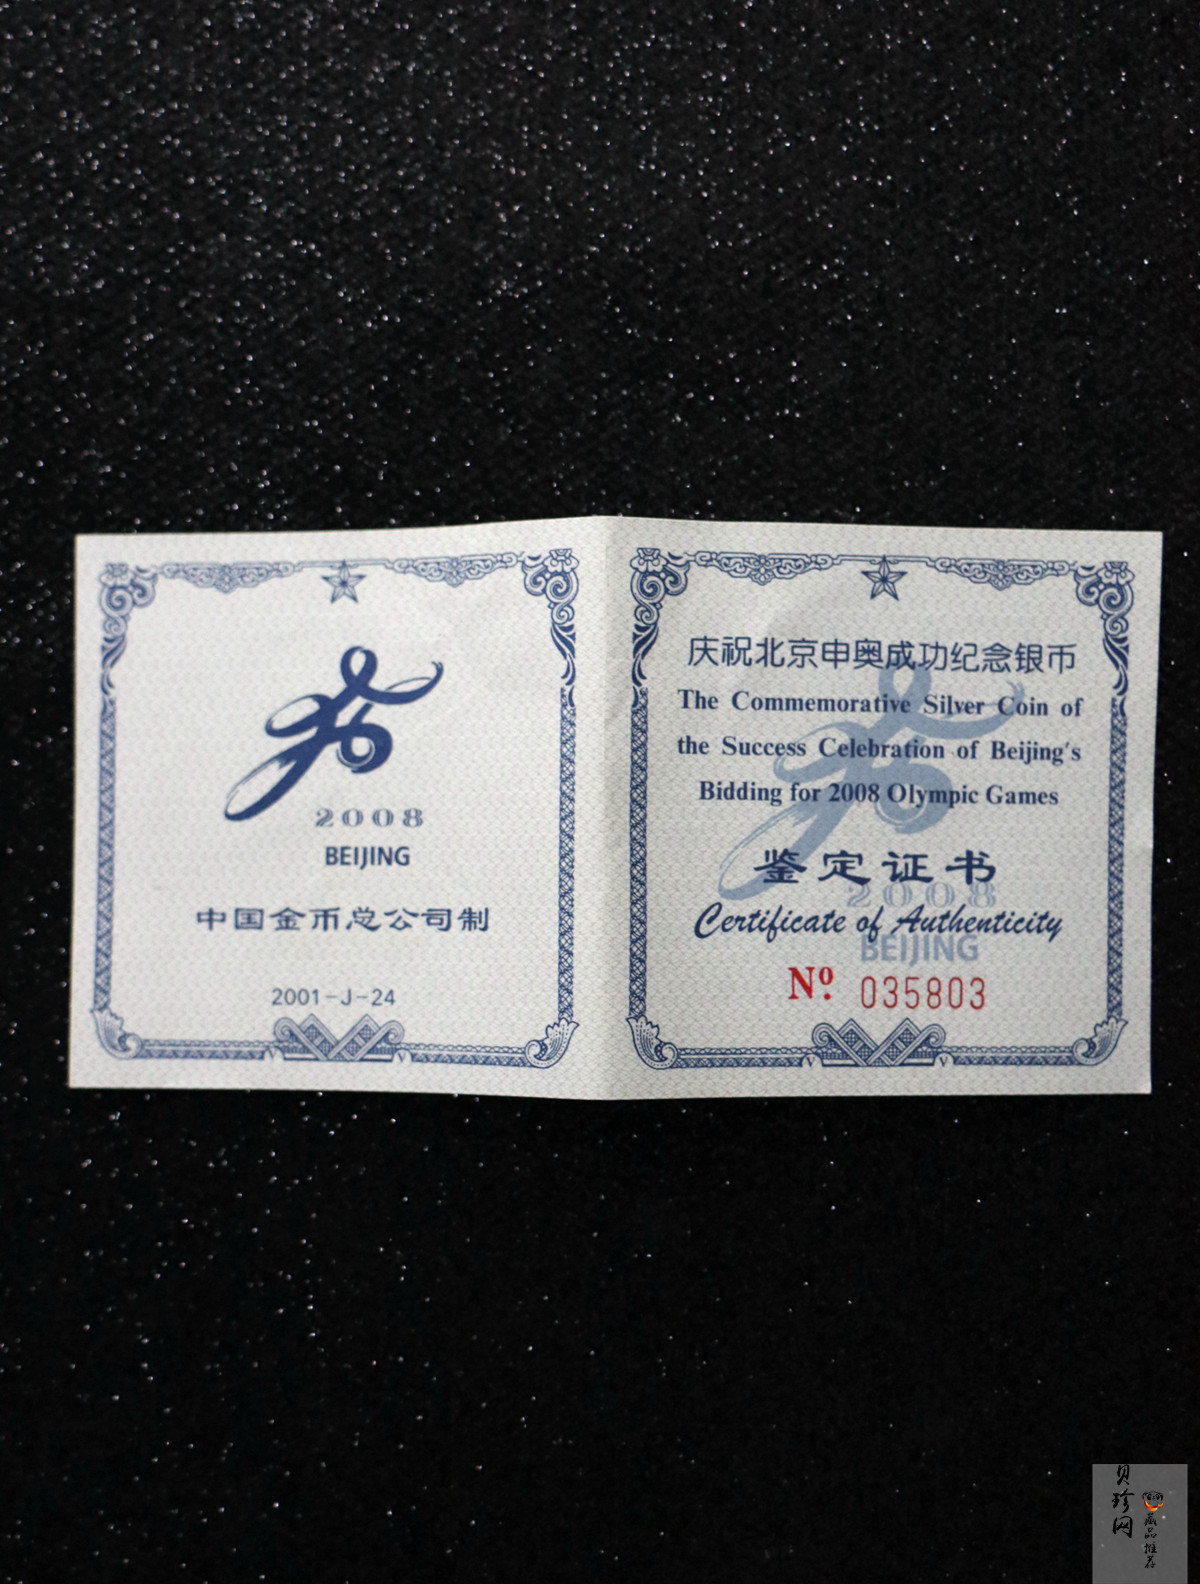 2008
BEIJING
中国金币总公司制
2001-J-24
庆祝北京申奥成功纪念银币
The Commemorative Silver Coin of
the Success Celebration of Beijing's
Bidding for 2008 Olympic Games
鉴定证书
2008
Certificate of Authenticity
BEIJING
Nº. 035803
贝珍网
藏品推荐